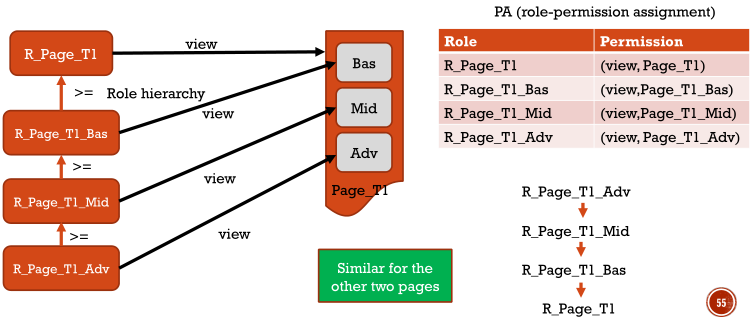 PA (role-permission assignment)
R_Page_T1
view
Bas
Role Permission
R_Page_T1 (view, Page_T1)
R_Page_T1_Bas (view,Page_T1_Bas)
R_Page_T1_Mid (view,Page_T1_Mid)
R_Page_T1_Adv (view, Page_T1_Adv)
>= Role hierarchy
view
Mid
R_Page_T1_Bas
>=
view
Adv
Page_T1
R_Page_T1_Mid
>=
view
R_Page_T1_Adv
Similar for the
other two pages
R_Page_T1_Adv
R_Page_T1_Mid
R_Page_T1_Bas
R_Page_T1
55